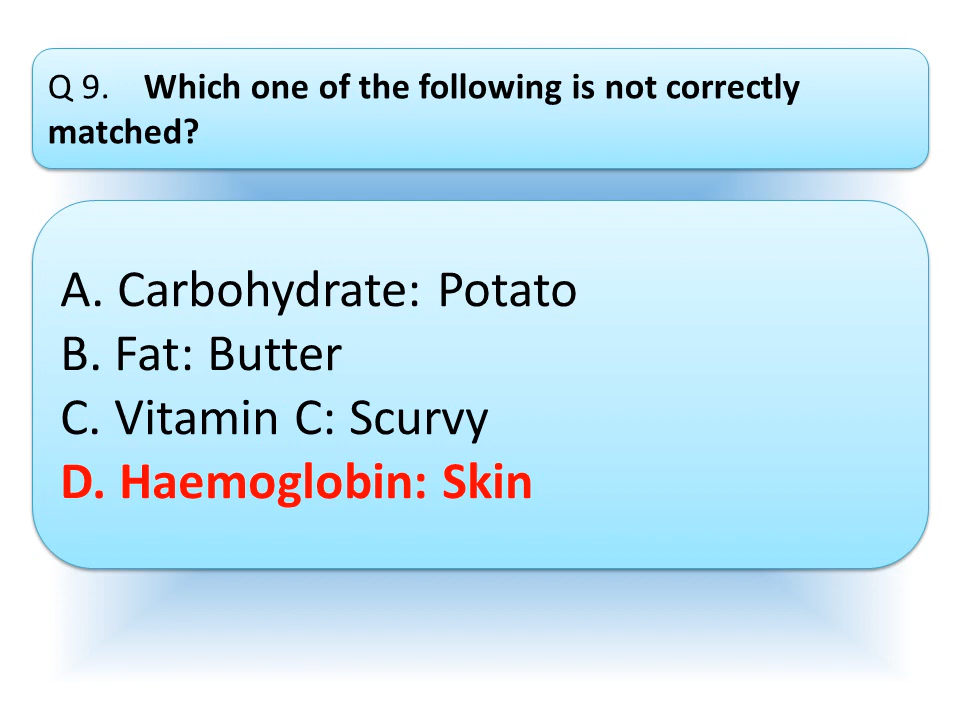 Q 9. Which one of the following is not correctly
matched?
A. Carbohydrate: Potato
B. Fat: Butter
C. Vitamin C: Scurvy
D. Haemoglobin: Skin